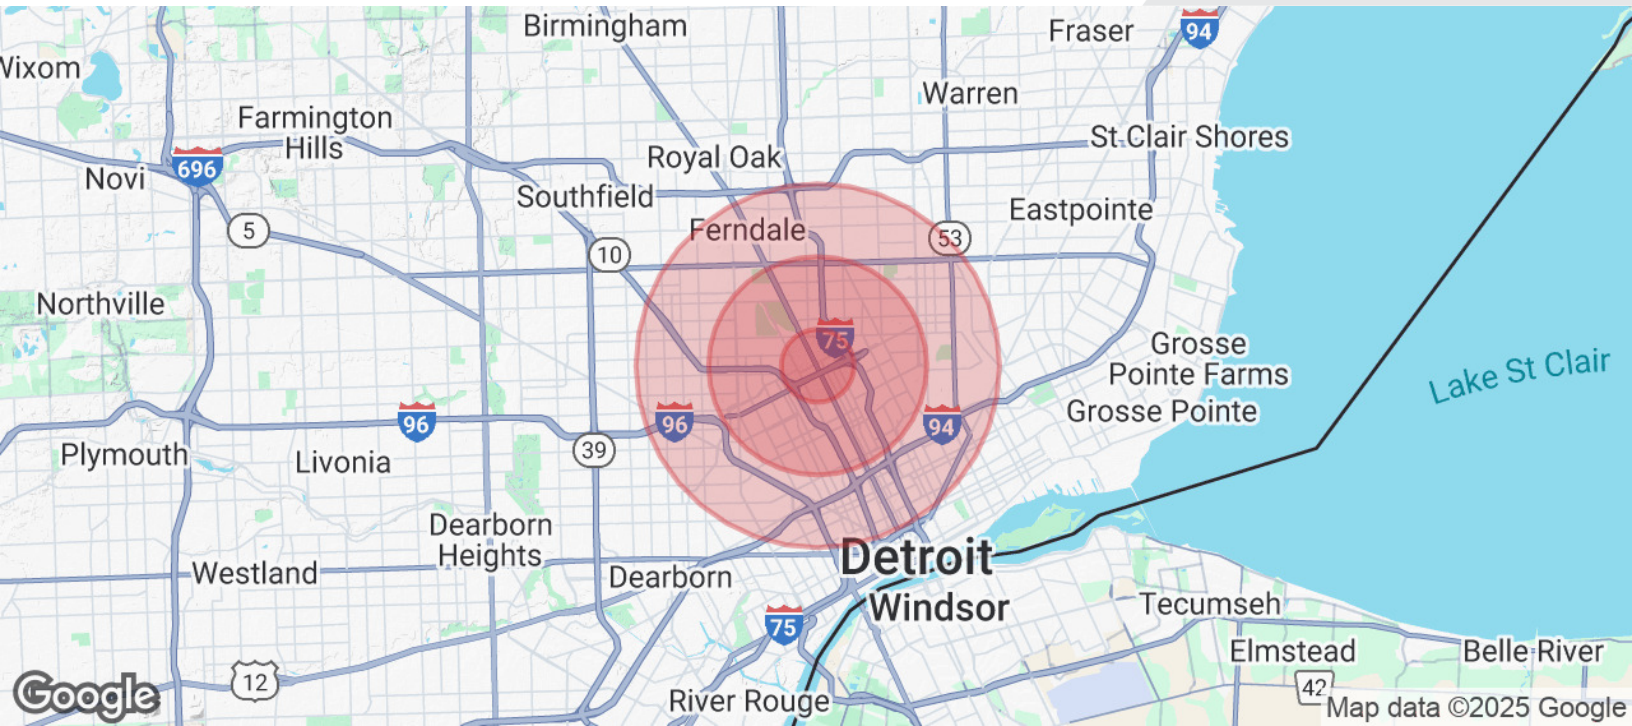 Birmingham
Fraser
94
Wixom
Warren
Farmington
Hills
St Clair Shores
Royal Oak
696
Novi
Southfield
Eastpointe
5
Ferndale
53
10
Northville
75
Grosse
Pointe Farms
Lake St Clair
Grosse Pointe
96
96
94
39
Plymouth
Livonia
Dearborn
Heights
Detroit
Westland
Dearborn
Windsor
Tecumseh
75
Elmstead
Belle River
12
42
River Rouge
Google
Map data ©2025 Google